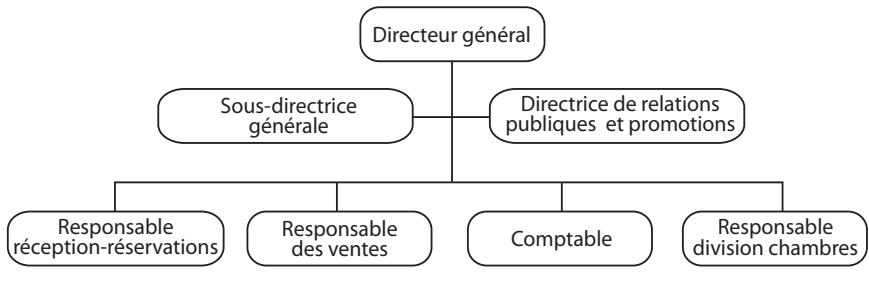 Directeur général
Sous-directrice
générale
Directrice de relations
publiques et promotions
Responsable
réception-réservations
Responsable
des ventes
Comptable
Responsable
division chambres